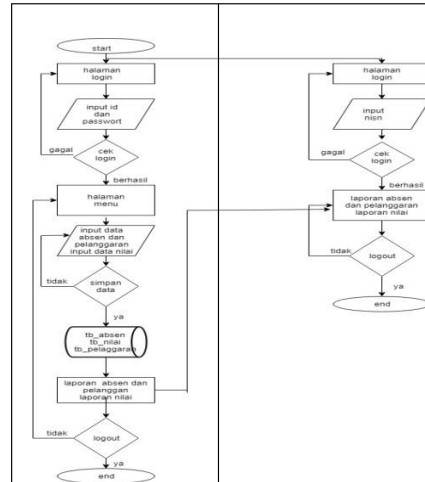 start
halaman
login
input id
dan
passwort
gagal
cek
login
berhasil
halaman
menu
input data
absen dan
pelanggaran
input data nilai
tidak
simpan
data
ya
tb_absen
tb_nilai
tb_pelaggaran
laporan absen dan
pelanggan
laporan nilai
tidak
logout
ya
end
halaman
login
input
nisn
gagal
cek
login
berhasil
laporan absen
dan pelanggaran
laporan nilai
tidak
logout
ya
end